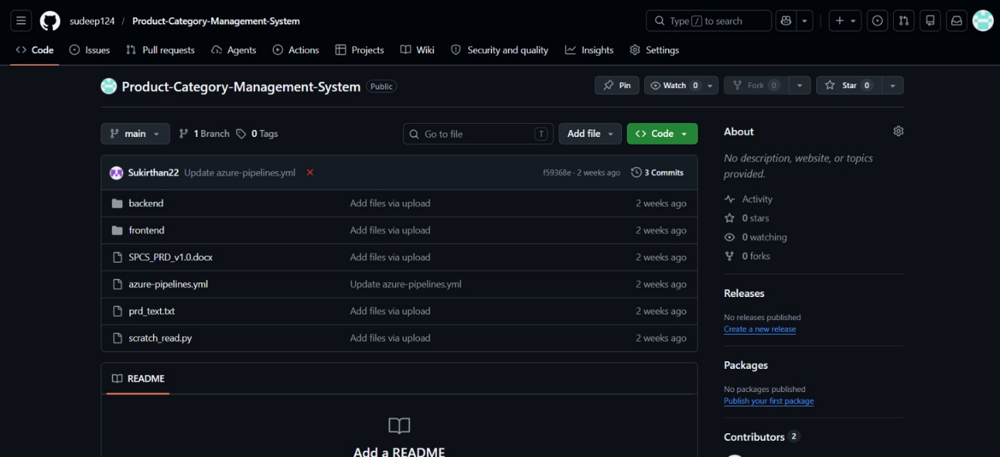 sudeep124 / Product-Category-Management-System
Type / to search
Code Issues Pull requests Agents Actions Projects Wiki Security and quality Insights Settings
Product-Category-Management-System Public
Pin Watch 0 Fork 0 Star 0
main 1 Branch 0 Tags Go to file T Add file Code
Sukirthan22 Update azure-pipelines.yml f59368e · 2 weeks ago 3 Commits
backend Add files via upload 2 weeks ago
frontend Add files via upload 2 weeks ago
SPCS_PRD_v1.0.docx Add files via upload 2 weeks ago
azure-pipelines.yml Update azure-pipelines.yml 2 weeks ago
prd_text.txt Add files via upload 2 weeks ago
scratch_read.py Add files via upload 2 weeks ago
README
Add a README
About
No description, website, or topics
provided.
Activity
0 stars
0 watching
0 forks
Releases
No releases published
Create a new release
Packages
No packages published
Publish your first package
Contributors 2